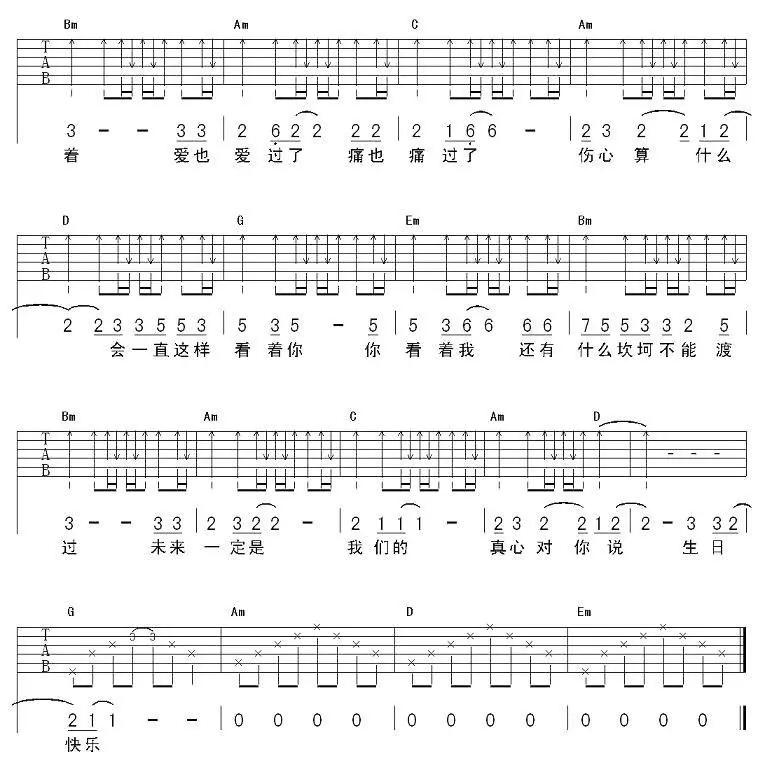 Bm Am C Am
T
A
B
3 - - 3 3 | 2 6 2 2 2 2 | 2 1 6 6 - | 2 3 2 2 1 2
着 爱也 爱 过了 痛也 痛 过了 伤心 算 什么
D G Em Bm
T
A
B
2 2 3 3 5 5 3 | 5 3 5 - 5 | 5 3 6 6 6 6 | 7 5 5 3 3 2 5
会一直这样 看着你 你 看着我 还有 什么坎坷不能渡
Bm Am C Am D
T
A
B
3 - - 3 3 | 2 3 2 2 - | 2 1 1 1 - | 2 3 2 2 1 2 | 2 - 3 3 2
过 未来 一定是 我们的 真心对你说 生日
G Am D Em
T
A
B
3 3
2 1 1 - - | 0 0 0 0 | 0 0 0 0 | 0 0 0 0
快乐